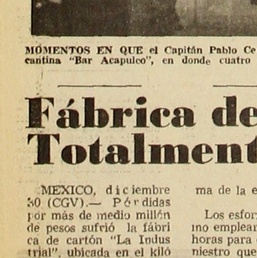 MOMENTOS EN QUE el Capitán Pablo Ce
cantina "Bar Acapulco", en donde cuatro
Fábrica de
Totalment
MEXICO, diciembre
30 (CGV).— Pérdidas
por más de medio millón
de pesos sufrió la fábri
ca de cartón "La Indus
trial", ubicada en el kiló
ma de la e
Los esfor
no emplear
horas para
niestro que